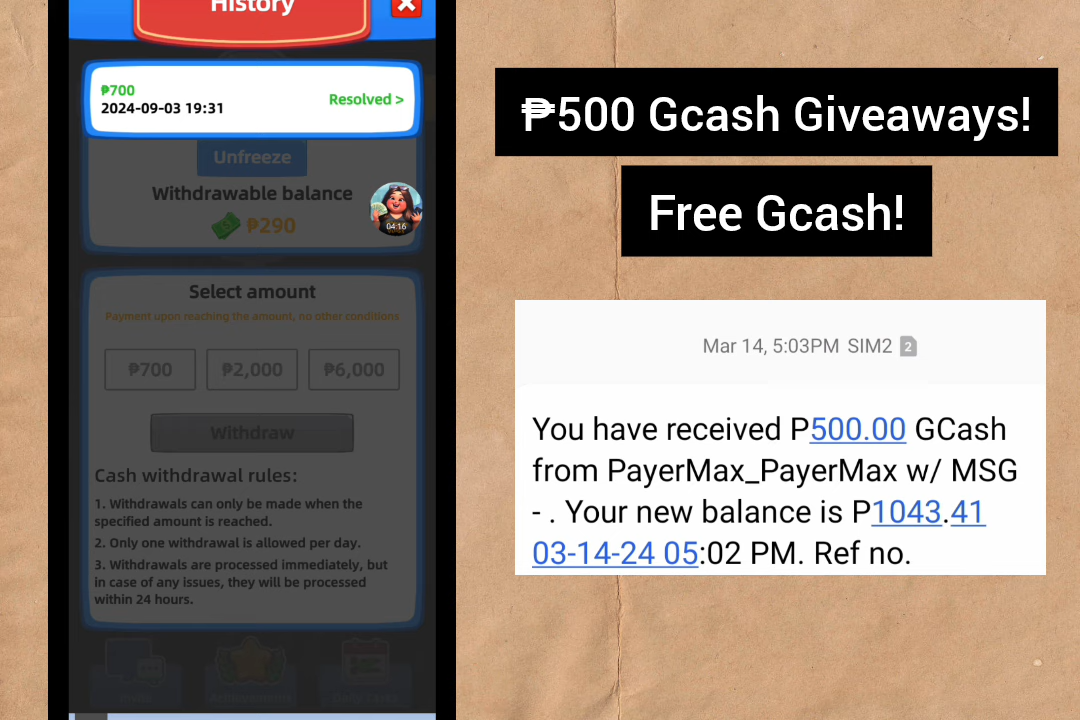 History
₱700
2024-09-03 19:31
Resolved >
Unfreeze
Withdrawable balance
₱290
04:16
Select amount
Payment upon reaching the amount, no other conditions
₱700 ₱2,000 ₱6,000
Withdraw
Cash withdrawal rules:
1. Withdrawals can only be made when the
specified amount is reached.
2. Only one withdrawal is allowed per day.
3. Withdrawals are processed immediately, but
in case of any issues, they will be processed
within 24 hours.
₱500 Gcash Giveaways!
Free Gcash!
Mar 14, 5:03PM SIM2 2
You have received P500.00 GCash
from PayerMax_PayerMax w/ MSG
- . Your new balance is P1043.41
03-14-24 05:02 PM. Ref no.